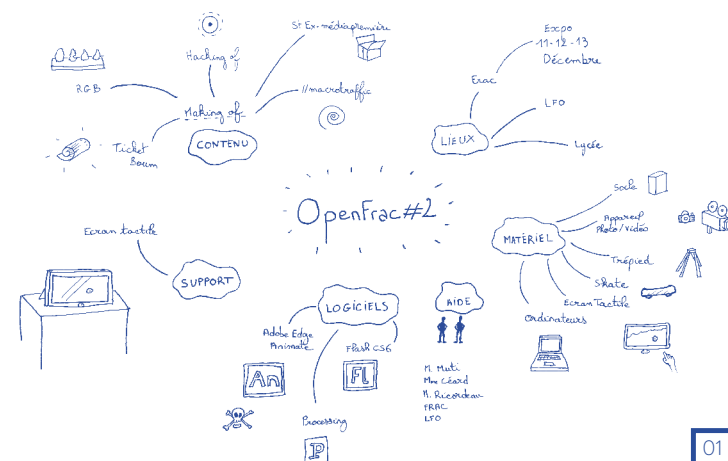 St Ex-médiapremière
Hacking of
RGB
Making of
//macrotraffic
Ticket
Boum
CONTENU
Expo
11-12-13
Décembre
Frac
LFO
LIEUX
Lycée
OpenFrac#2
Socle
Appareil
Photo/Vidéo
MATÉRIEL
Trépied
Skate
Ecran Tactile
Ordinateurs
Ecran tactile
SUPPORT
LOGICIELS
Adobe Edge
Animate
Flash CS6
An
FL
Processing
P
AIDE
M. Muti
Mme Céard
M. Ricordeau
FRAC
LFO
01